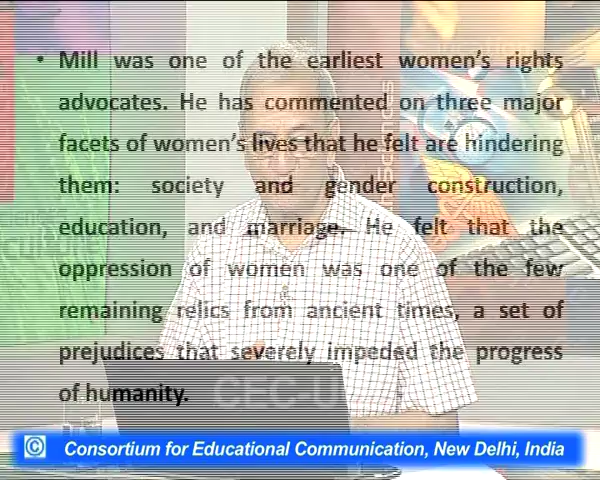 • Mill was one of the earliest women's rights
advocates. He has commented on three major
facets of women's lives that he felt are hindering
them: society and gender construction,
education, and marriage. He felt that the
oppression of women was one of the few
remaining relics from ancient times, a set of
prejudices that severely impeded the progress
of humanity.
CEC-U
© Consortium for Educational Communication, New Delhi, India